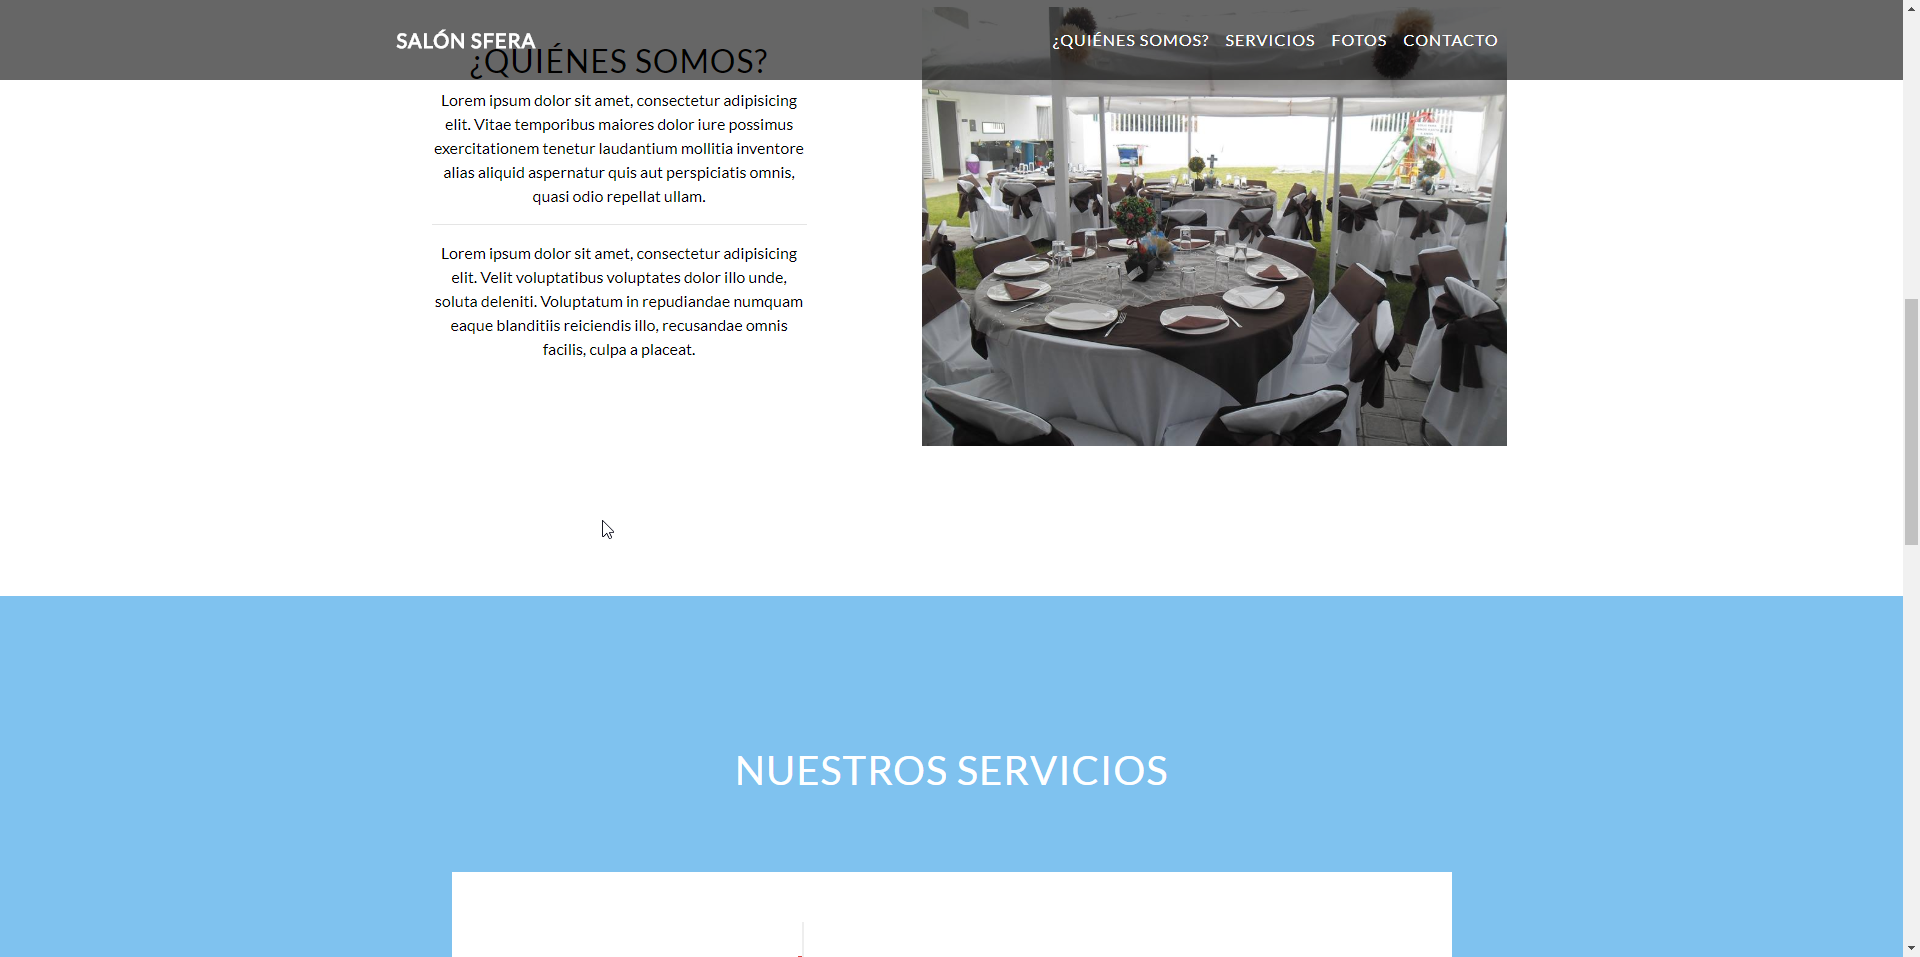 SALÓN SFERA
¿QUIÉNES SOMOS? SERVICIOS FOTOS CONTACTO
¿QUIÉNES SOMOS?
Lorem ipsum dolor sit amet, consectetur adipisicing
elit. Vitae temporibus maiores dolor iure possimus
exercitationem tenetur laudantium mollitia inventore
alias aliquid aspernatur quis aut perspiciatis omnis,
quasi odio repellat ullam.
Lorem ipsum dolor sit amet, consectetur adipisicing
elit. Velit voluptatibus voluptates dolor illo unde,
soluta deleniti. Voluptatum in repudiandae numquam
eaque blanditiis reiciendis illo, recusandae omnis
facilis, culpa a placeat.
NUESTROS SERVICIOS